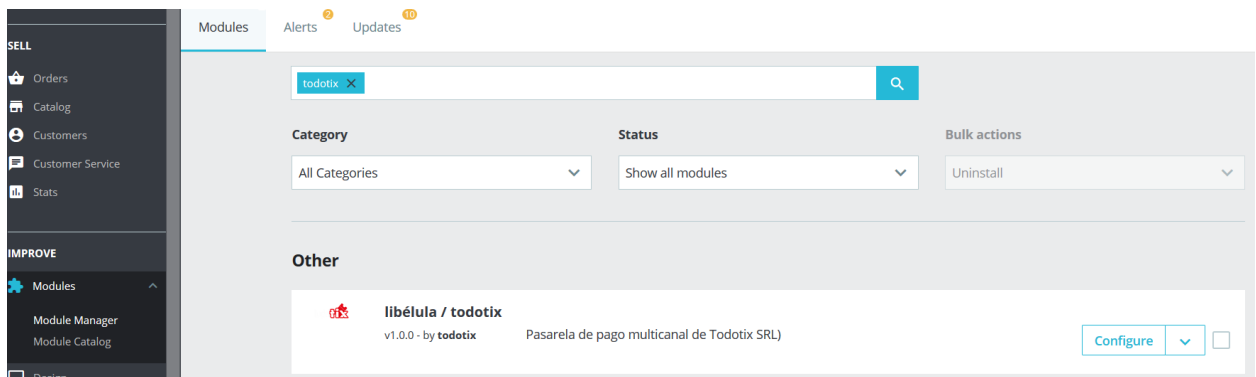 Modules
Alerts
2
Updates
10
SELL
Orders
Catalog
Customers
Customer Service
Stats
IMPROVE
Modules
Module Manager
Module Catalog
Design
todotix
Category
Status
Bulk actions
All Categories
Show all modules
Uninstall
Other
tix
libélula / todotix
v1.0.0 - by todotix
Pasarela de pago multicanal de Todotix SRL)
Configure